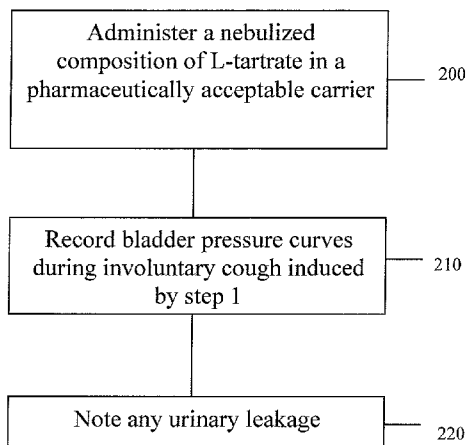 Administer a nebulized
composition of L-tartrate in a
pharmaceutically acceptable carrier
200
Record bladder pressure curves
during involuntary cough induced
by step 1
210
Note any urinary leakage
220